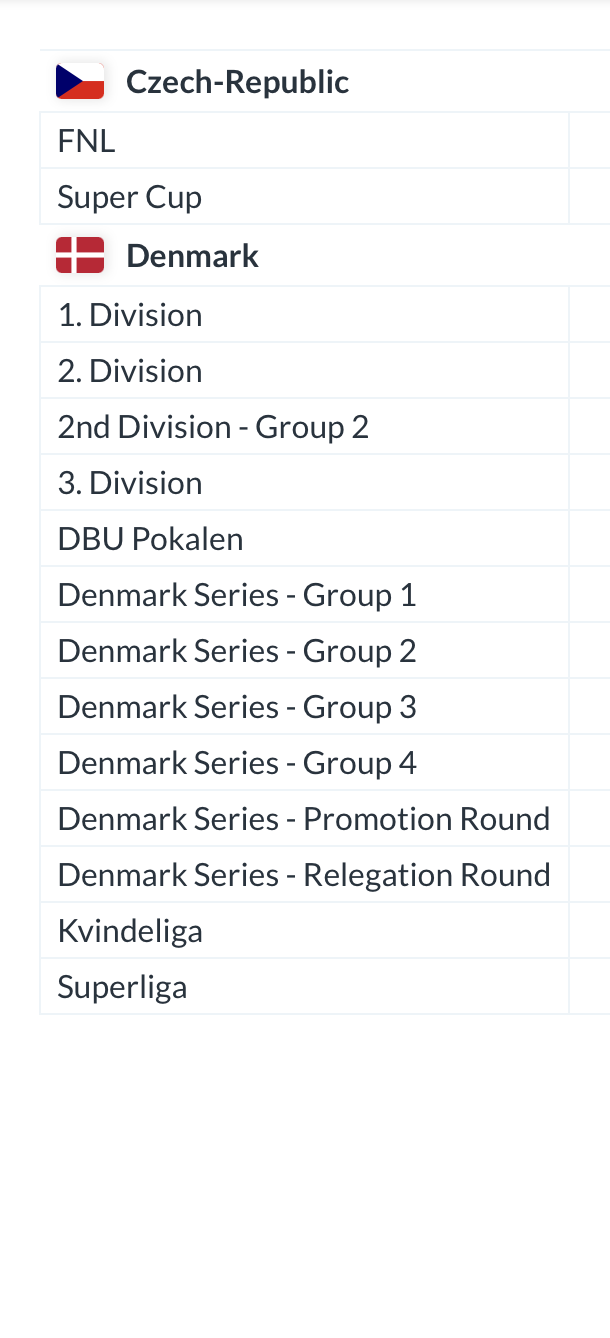 Czech-Republic
FNL
Super Cup
Denmark
1. Division
2. Division
2nd Division - Group 2
3. Division
DBU Pokalen
Denmark Series - Group 1
Denmark Series - Group 2
Denmark Series - Group 3
Denmark Series - Group 4
Denmark Series - Promotion Round
Denmark Series - Relegation Round
Kvindeliga
Superliga